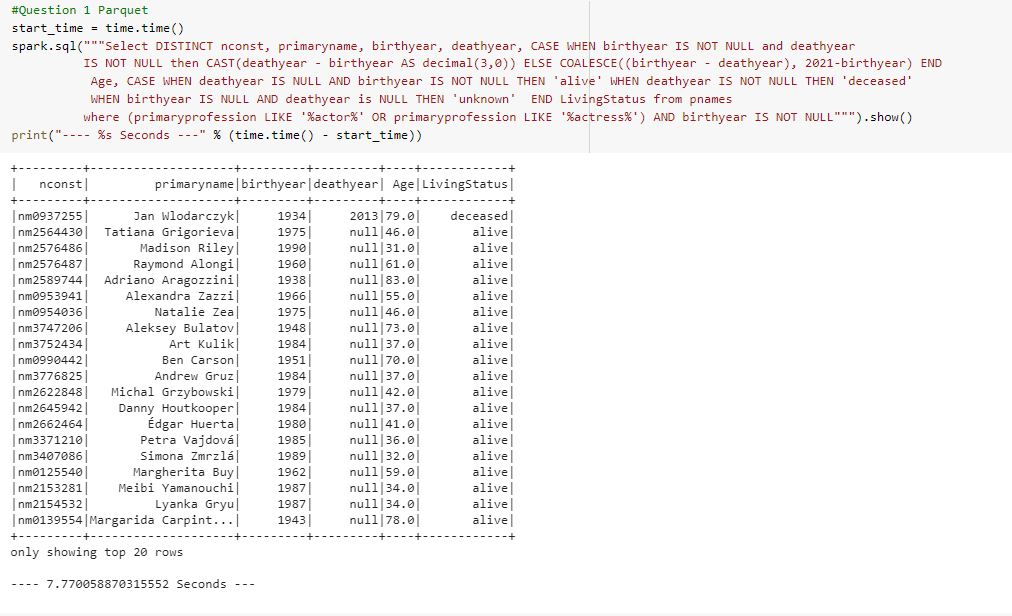 #Question 1 Parquet
start_time = time.time()
spark.sql("""Select DISTINCT nconst, primaryname, birthyear, deathyear, CASE WHEN birthyear IS NOT NULL and deathyear
IS NOT NULL then CAST(deathyear - birthyear AS decimal(3,0)) ELSE COALESCE((birthyear - deathyear), 2021-birthyear) END
Age, CASE WHEN deathyear IS NULL AND birthyear IS NOT NULL THEN 'alive' WHEN deathyear IS NOT NULL THEN 'deceased'
WHEN birthyear IS NULL AND deathyear is NULL THEN 'unknown'  END LivingStatus from pnames
where (primaryprofession LIKE '%actor%' OR primaryprofession LIKE '%actress%') AND birthyear IS NOT NULL""").show()
print("---- %s Seconds ---" % (time.time() - start_time))
+---------+--------------------+---------+---------+----+------------+
|   nconst|         primaryname|birthyear|deathyear| Age|LivingStatus|
+---------+--------------------+---------+---------+----+------------+
|nm0937255|      Jan Wlodarczyk|     1934|     2013|79.0|    deceased|
|nm2564430|  Tatiana Grigorieva|     1975|     null|46.0|       alive|
|nm2576486|       Madison Riley|     1990|     null|31.0|       alive|
|nm2576487|      Raymond Alongi|     1960|     null|61.0|       alive|
|nm2589744|  Adriano Aragozzini|     1938|     null|83.0|       alive|
|nm0953941|     Alexandra Zazzi|     1966|     null|55.0|       alive|
|nm0954036|         Natalie Zea|     1975|     null|46.0|       alive|
|nm3747206|     Aleksey Bulatov|     1948|     null|73.0|       alive|
|nm3752434|           Art Kulik|     1984|     null|37.0|       alive|
|nm0990442|          Ben Carson|     1951|     null|70.0|       alive|
|nm3776825|         Andrew Gruz|     1984|     null|37.0|       alive|
|nm2622848|   Michal Grzybowski|     1979|     null|42.0|       alive|
|nm2645942|    Danny Houtkooper|     1984|     null|37.0|       alive|
|nm2662464|        Édgar Huerta|     1980|     null|41.0|       alive|
|nm3371210|       Petra Vajdová|     1985|     null|36.0|       alive|
|nm3407086|       Simona Zmrzlá|     1989|     null|32.0|       alive|
|nm0125540|      Margherita Buy|     1962|     null|59.0|       alive|
|nm2153281|    Meibi Yamanouchi|     1987|     null|34.0|       alive|
|nm2154532|         Lyanka Gryu|     1987|     null|34.0|       alive|
|nm0139554|Margarida Carpint...|     1943|     null|78.0|       alive|
+---------+--------------------+---------+---------+----+------------+
only showing top 20 rows
---- 7.770058870315552 Seconds ---